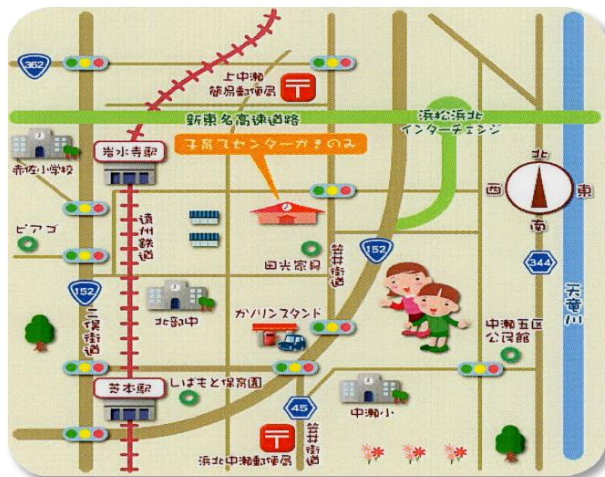 362
上中瀬
簡易郵便局
新東名高速道路
浜松浜北
インターチェンジ
岩水寺駅
子育てセンターかきのみ
赤佐小学校
北
西
東
南
ピアゴ
遠州鉄道
田光家具
笠井街道
152
344
天竜川
152
二俣街道
北部中
ガソリンスタンド
中瀬五区
公民館
芝本駅
しばもと保育園
45
中瀬小
浜北中瀬郵便局
笠井街道